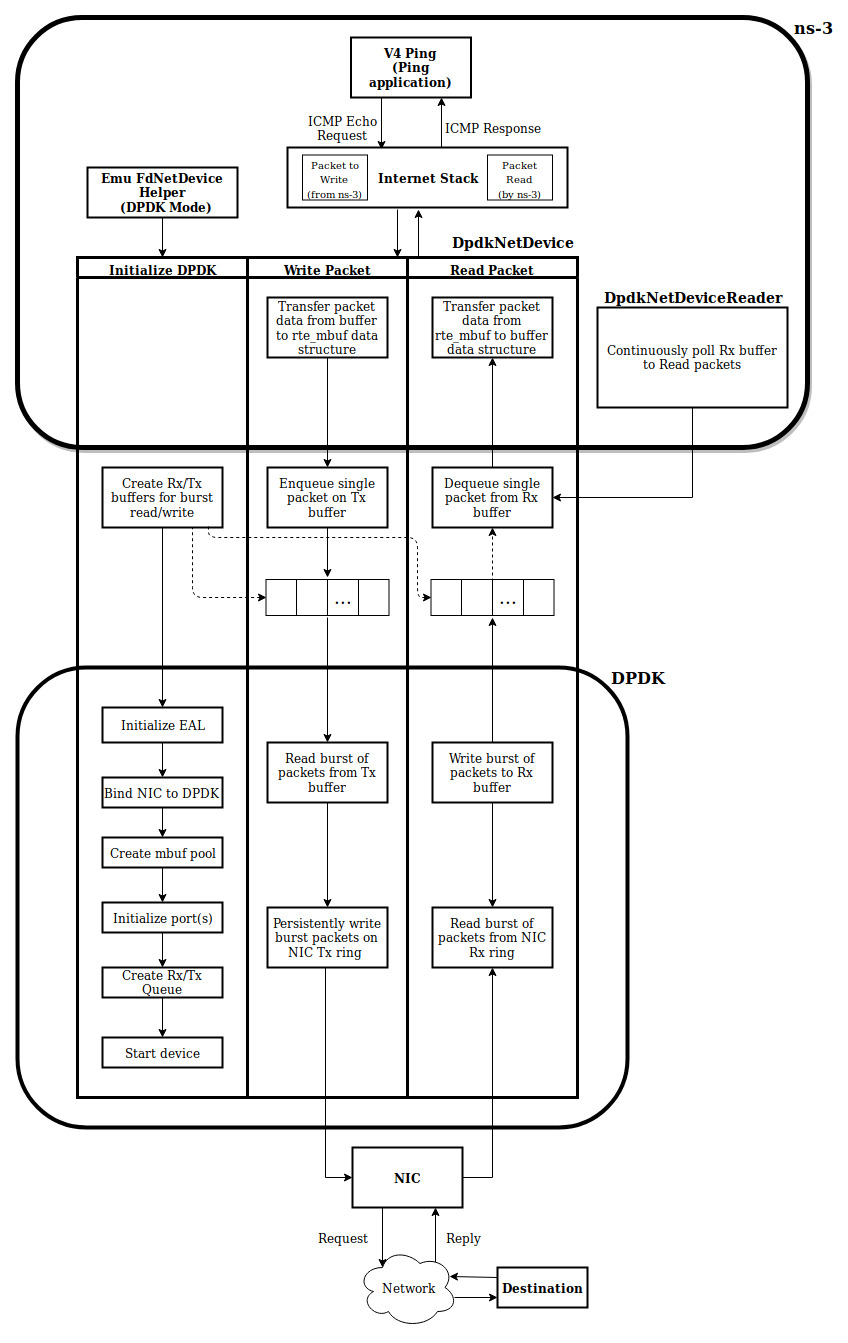 ns-3
V4 Ping
(Ping
application)
ICMP Echo
Request
ICMP Response
Packet to
Write
(from ns-3)
Internet Stack
Packet
Read
(by ns-3)
Emu FdNetDevice
Helper
(DPDK Mode)
DpdkNetDevice
Initialize DPDK
Write Packet
Read Packet
Transfer packet
data from buffer
to rte_mbuf data
structure
Transfer packet
data from
rte_mbuf to buffer
data structure
DpdkNetDeviceReader
Continuously poll Rx buffer
to Read packets
Create Rx/Tx
buffers for burst
read/write
Enqueue single
packet on Tx
buffer
Dequeue single
packet from Rx
buffer
...
...
DPDK
Initialize EAL
Bind NIC to DPDK
Create mbuf pool
Initialize port(s)
Create Rx/Tx
Queue
Start device
Read burst of
packets from Tx
buffer
Write burst of
packets to Rx
buffer
Persistently write
burst packets on
NIC Tx ring
Read burst of
packets from NIC
Rx ring
NIC
Request
Reply
Network
Destination